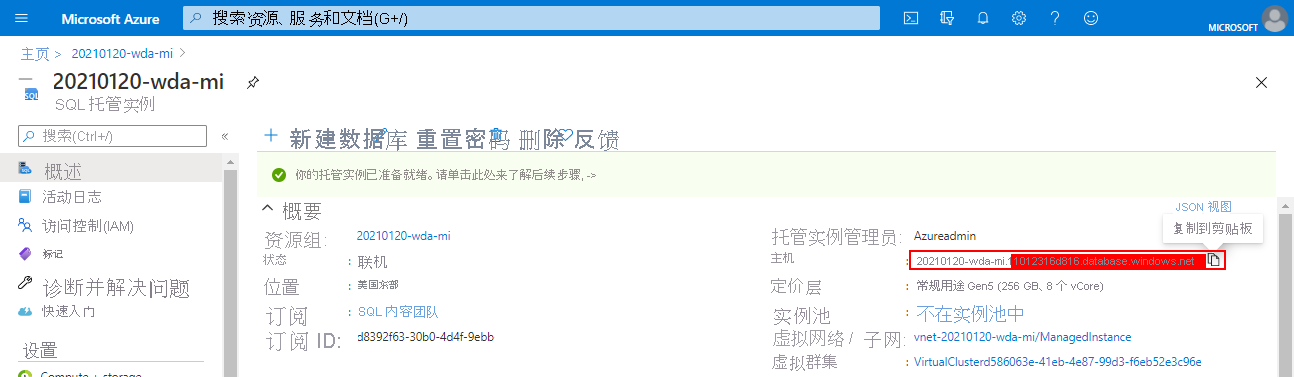 Microsoft Azure
搜索资源、服务和文档(G+/)
MICROSOFT
主页 > 20210120-wda-mi >
20210120-wda-mi
SQL
SQL 托管实例
搜索(Ctrl+/)
«
+ 新建数据库 重置密码 删除 反馈
概述
你的托管实例已准备就绪。请单击此处来了解后续步骤, ->
活动日志
访问控制(IAM)
标记
诊断并解决问题
快速入门
设置
Compute + storage
概要
JSON 视图
复制到剪贴板
资源组: 20210120-wda-mi
状态 : 联机
位置 : 美国东部
订阅 : SQL 内容团队
订阅 ID: d8392f63-30b0-4d4f-9ebb
托管实例管理员: Azureadmin
主机 : 20210120-wda-mi.11012316d816.database.windows.net
定价层 : 常规用途 Gen5 (256 GB、8 个 vCore)
实例池 : 不在实例池中
虚拟网络 / 子网: vnet-20210120-wda-mi/ManagedInstance
虚拟群集 : VirtualClusterd586063e-41eb-4e87-99d3-f6eb52e3c96e